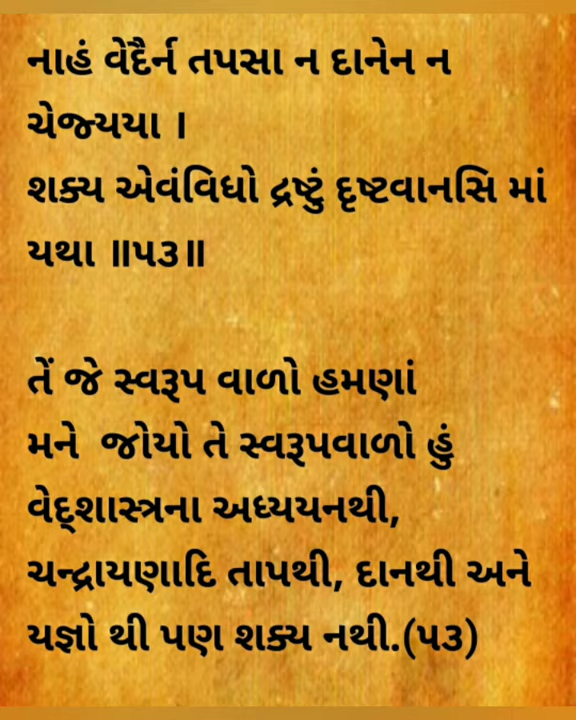 નાહં વેદૈર્ન તપસા ન દાનેન ન
ચેજ્યયા ।
શક્ય એવંવિધો દ્રષ્ટું દૃષ્ટવાનસિ માં
યથા ॥૫૩॥
તેં જે સ્વરૂપ વાળો હમણાં
મને જોયો તે સ્વરૂપવાળો હું
વેદ્શાસ્ત્રના અધ્યયનથી,
ચન્દ્રાયણાદિ તાપથી, દાનથી અને
યજ્ઞો થી પણ શક્ય નથી.(૫૩)